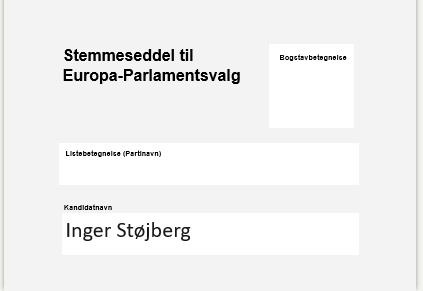 Stemmeseddel til
Europa-Parlamentsvalg
Bogstavbetegnelse
Listebetegnelse (Partinavn)
Kandidatnavn
Inger Støjberg